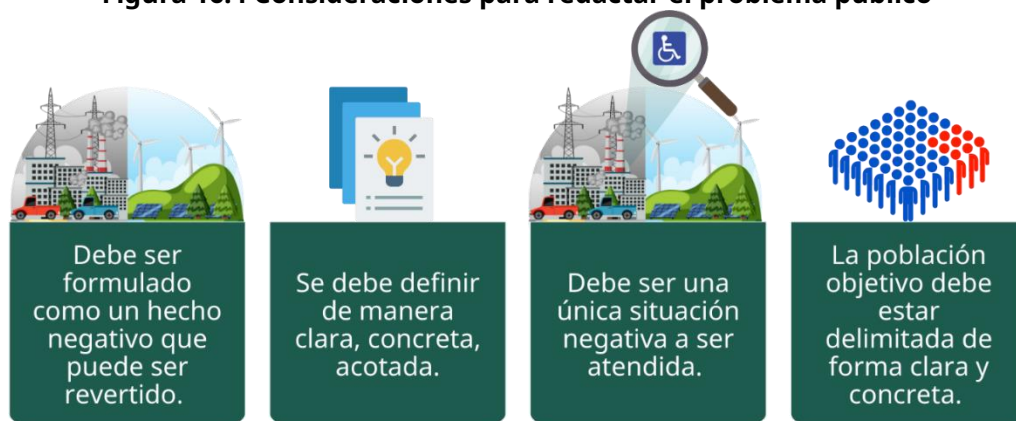 Debe ser
formulado
como un hecho
negativo que
puede ser
revertido.
Se debe definir
de manera
clara, concreta,
acotada.
Debe ser una
única situación
negativa a ser
atendida.
La población
objetivo debe
estar
delimitada de
forma clara y
concreta.